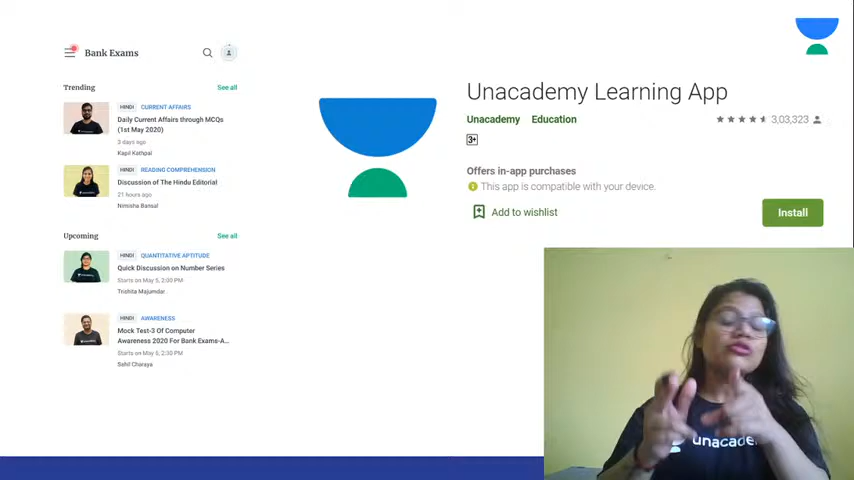 Bank Exams
Trending
See all
HINDI CURRENT AFFAIRS
Daily Current Affairs through MCQs
(1st May 2020)
3 days ago
Kapil Kathpal
HINDI READING COMPREHENSION
Discussion of The Hindu Editorial
21 hours ago
Nimisha Bansal
Upcoming
See all
HINDI QUANTITATIVE APTITUDE
Quick Discussion on Number Series
Starts on May 5, 2:00 PM
Trichita Majumdar
HINDI AWARENESS
Mock Test-3 Of Computer
Awareness 2020 For Bank Exams-A...
Starts on May 5, 2:30 PM
Sahil Charaya
Unacademy Learning App
Unacademy Education
3,03,323
3+
Offers in-app purchases
This app is compatible with your device.
Add to wishlist
Install
unacade